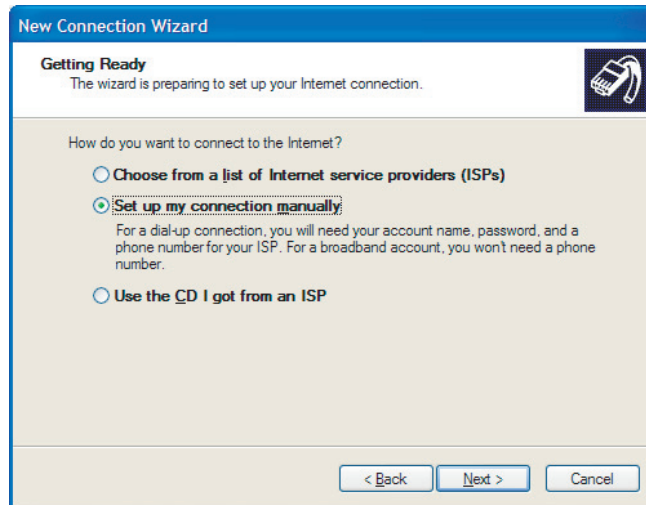 New Connection Wizard
Getting Ready
The wizard is preparing to set up your Internet connection.
How do you want to connect to the Internet?
Choose from a list of Internet service providers (ISPs)
Set up my connection manually
For a dial-up connection, you will need your account name, password, and a
phone number for your ISP. For a broadband account, you won't need a phone
number.
Use the CD I got from an ISP
< Back Next > Cancel